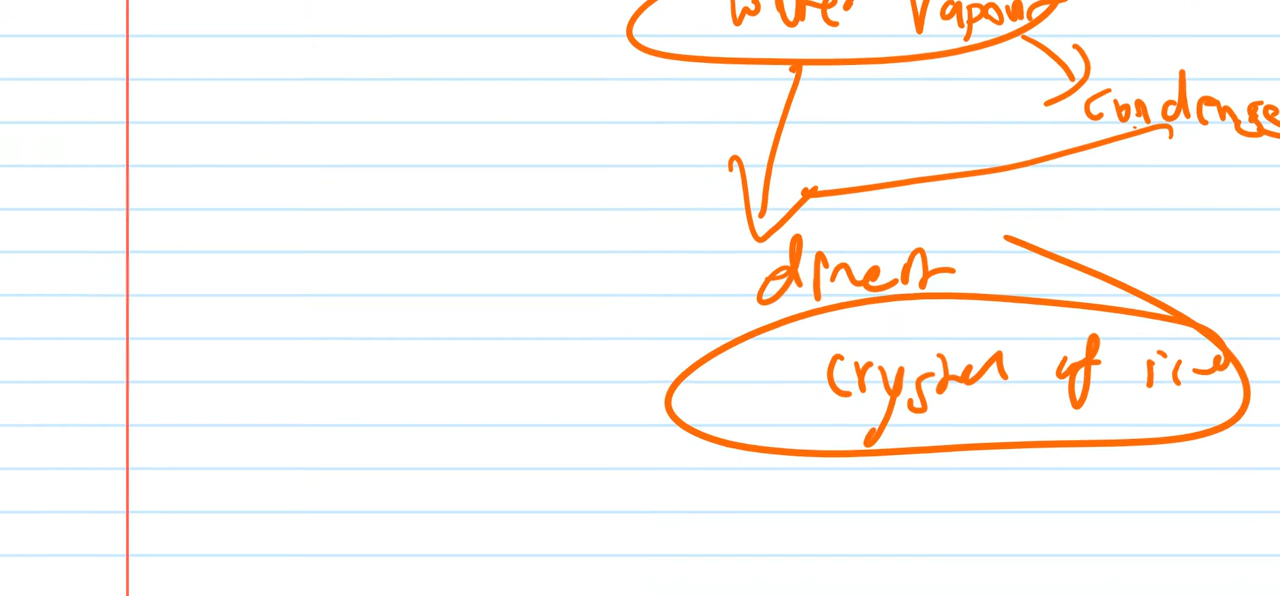 water vapour
condense
direct
crystal of ice